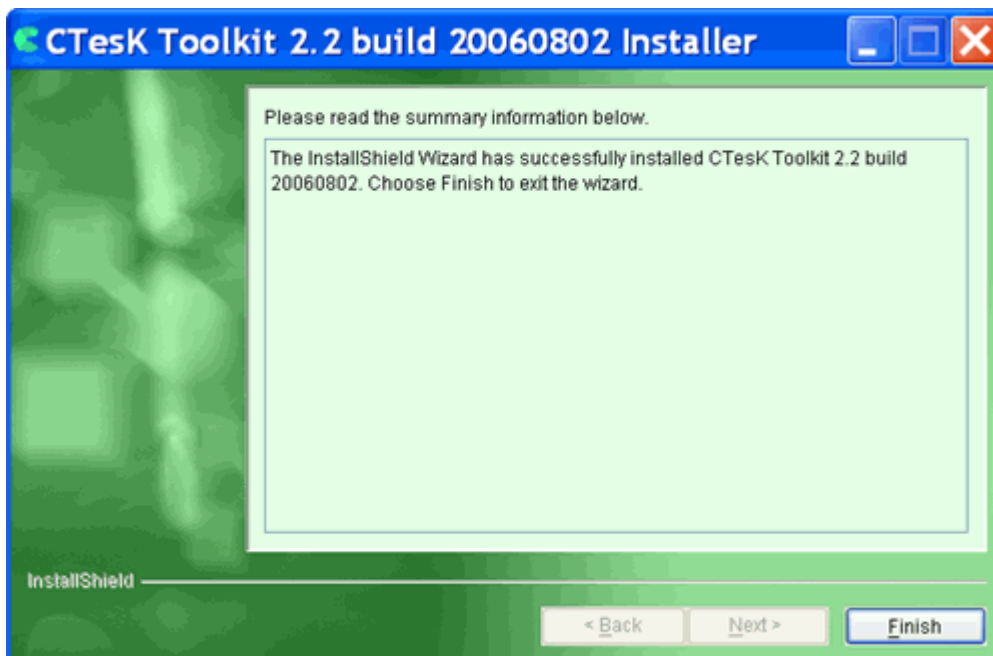 CTesK Toolkit 2.2 build 20060802 Installer
Please read the summary information below.
The InstallShield Wizard has successfully installed CTesK Toolkit 2.2 build
20060802. Choose Finish to exit the wizard.
InstallShield
< Back
Next >
Finish